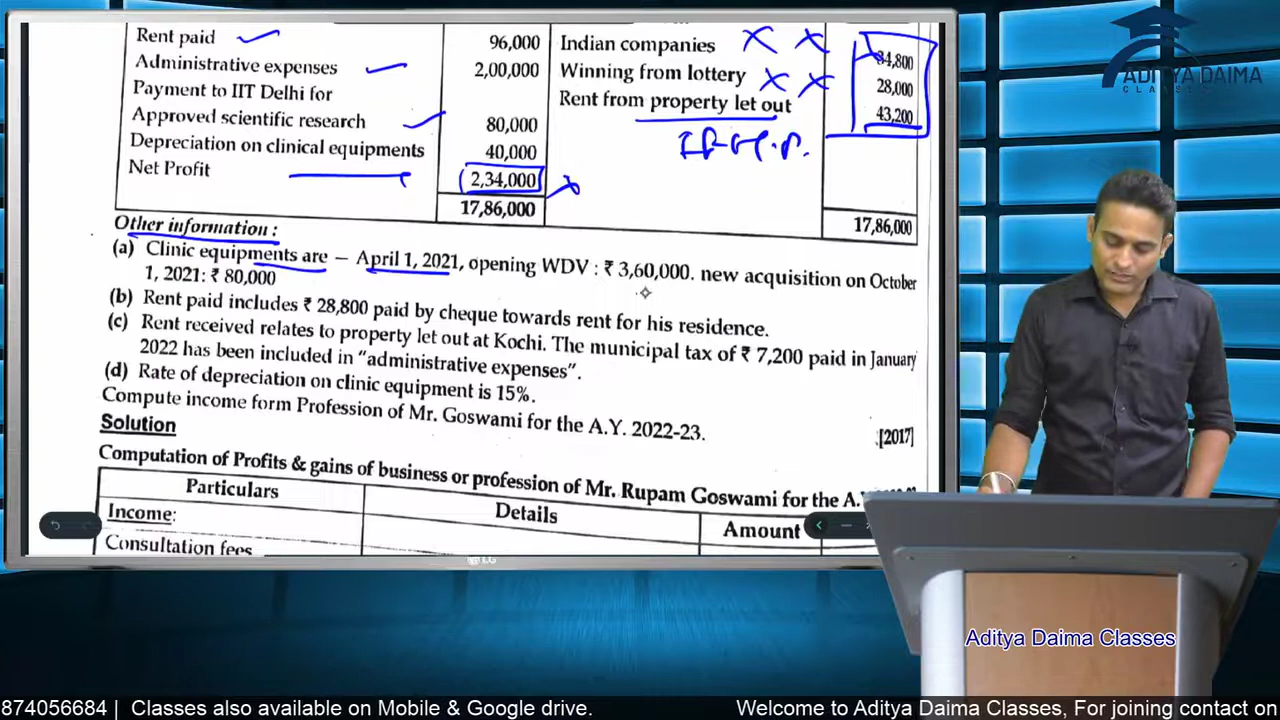 Rent paid
96,000
Indian companies
34,800
Administrative expenses
2,00,000
Winning from lottery
28,000
Payment to IIT Delhi for
Rent from property let out
43,200
Approved scientific research
80,000
Depreciation on clinical equipments
40,000
Net Profit
2,34,000
17,86,000
17,86,000
Other information :
(a) Clinic equipments are – April 1, 2021, opening WDV : ₹ 3,60,000. new acquisition on October
1, 2021: ₹ 80,000
(b) Rent paid includes ₹ 28,800 paid by cheque towards rent for his residence.
(c) Rent received relates to property let out at Kochi. The municipal tax of ₹ 7,200 paid in January
2022 has been included in "administrative expenses".
(d) Rate of depreciation on clinic equipment is 15%.
Compute income form Profession of Mr. Goswami for the A.Y. 2022-23.
[2017]
Solution
Computation of Profits & gains of business or profession of Mr. Rupam Goswami for the A.
Particulars
Details
Amount
Income:
Consultation fees
LG
ADITYA DAIMA
CLASSES
Aditya Daima Classes
874056684 | Classes also available on Mobile & Google drive.
Welcome to Aditya Daima Classes, For joining contact on